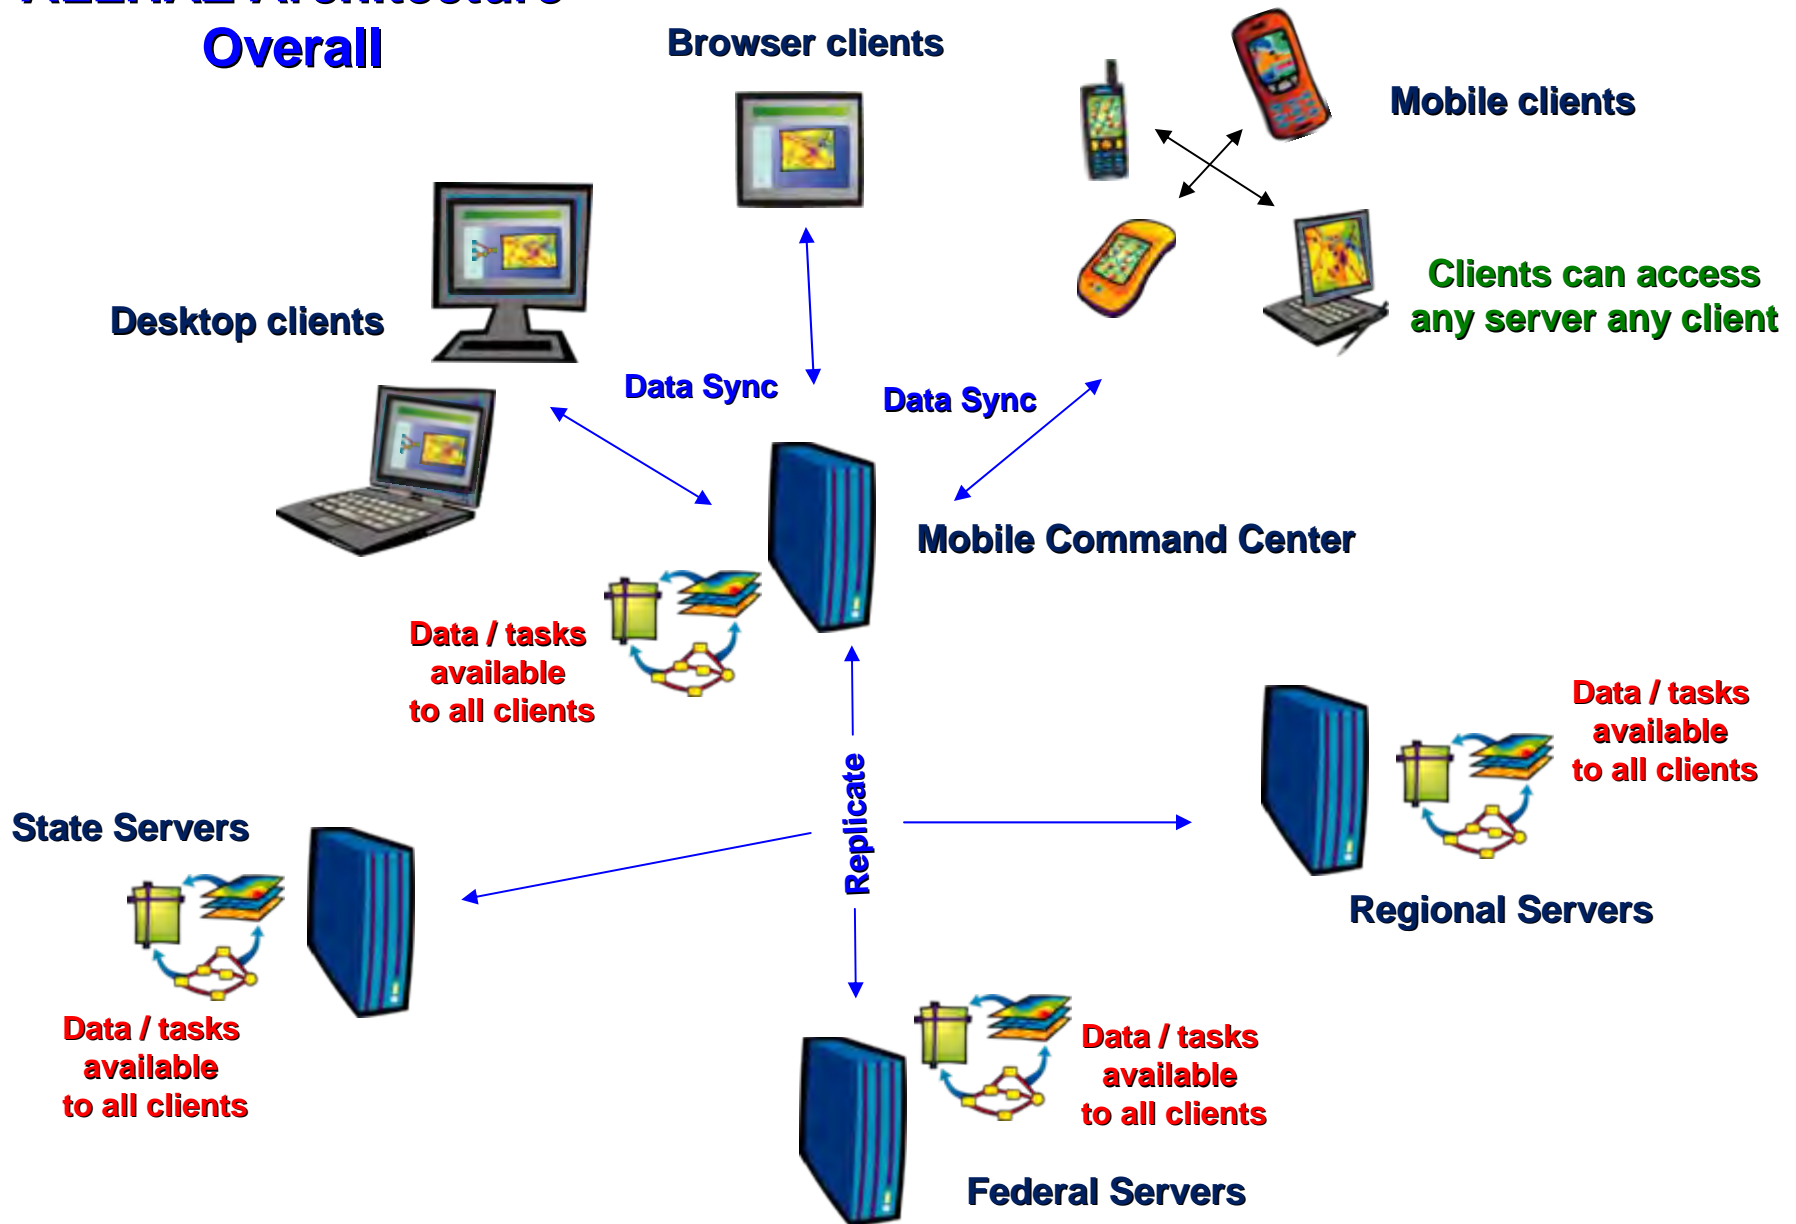 Architecture
Overall
Browser clients
Mobile clients
Clients can access
any server any client
Desktop clients
Data Sync
Data Sync
Mobile Command Center
Data / tasks
available
to all clients
Replicate
Data / tasks
available
to all clients
Regional Servers
State Servers
Data / tasks
available
to all clients
Data / tasks
available
to all clients
Federal Servers